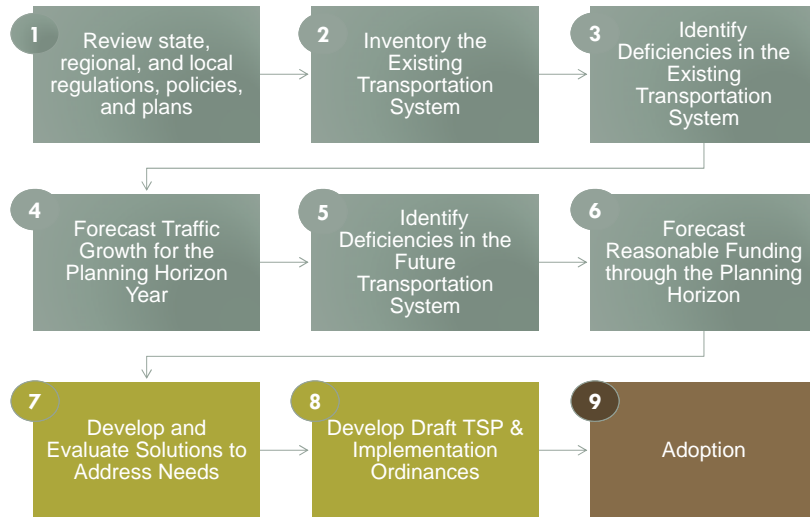 1
Review state,
regional, and local
regulations, policies,
and plans
2
Inventory the
Existing
Transportation
System
3
Identify
Deficiencies in the
Existing
Transportation
System
4
Forecast Traffic
Growth for the
Planning Horizon
Year
5
Identify
Deficiencies in the
Future
Transportation
System
6
Forecast
Reasonable Funding
through the Planning
Horizon
7
Develop and
Evaluate Solutions to
Address Needs
8
Develop Draft TSP &
Implementation
Ordinances
9
Adoption